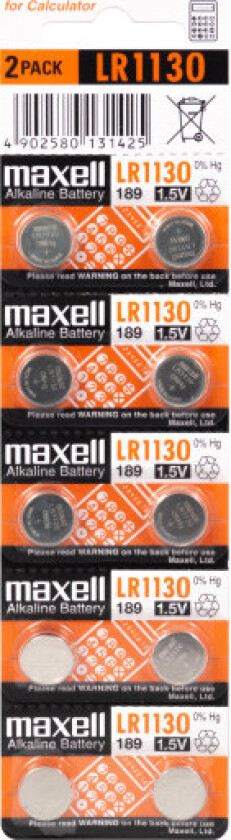 for Calculator
2 PACK LR1130
4 902580 131425
maxell LR1130 0% Hg
Alkaline Battery 189 1.5V
Please read WARNING on the back before use
Maxell, Ltd.
maxell LR1130 0% Hg
Alkaline Battery 189 1.5V
Please read WARNING on the back before use
Maxell, Ltd.
maxell LR1130 0% Hg
Alkaline Battery 189 1.5V
Please read WARNING on the back before use
Maxell, Ltd.
maxell LR1130 0% Hg
Alkaline Battery 189 1.5V
Please read WARNING on the back before use
Maxell, Ltd.
maxell LR1130 0% Hg
Alkaline Battery 189 1.5V
Please read WARNING on the back before use
Maxell, Ltd.